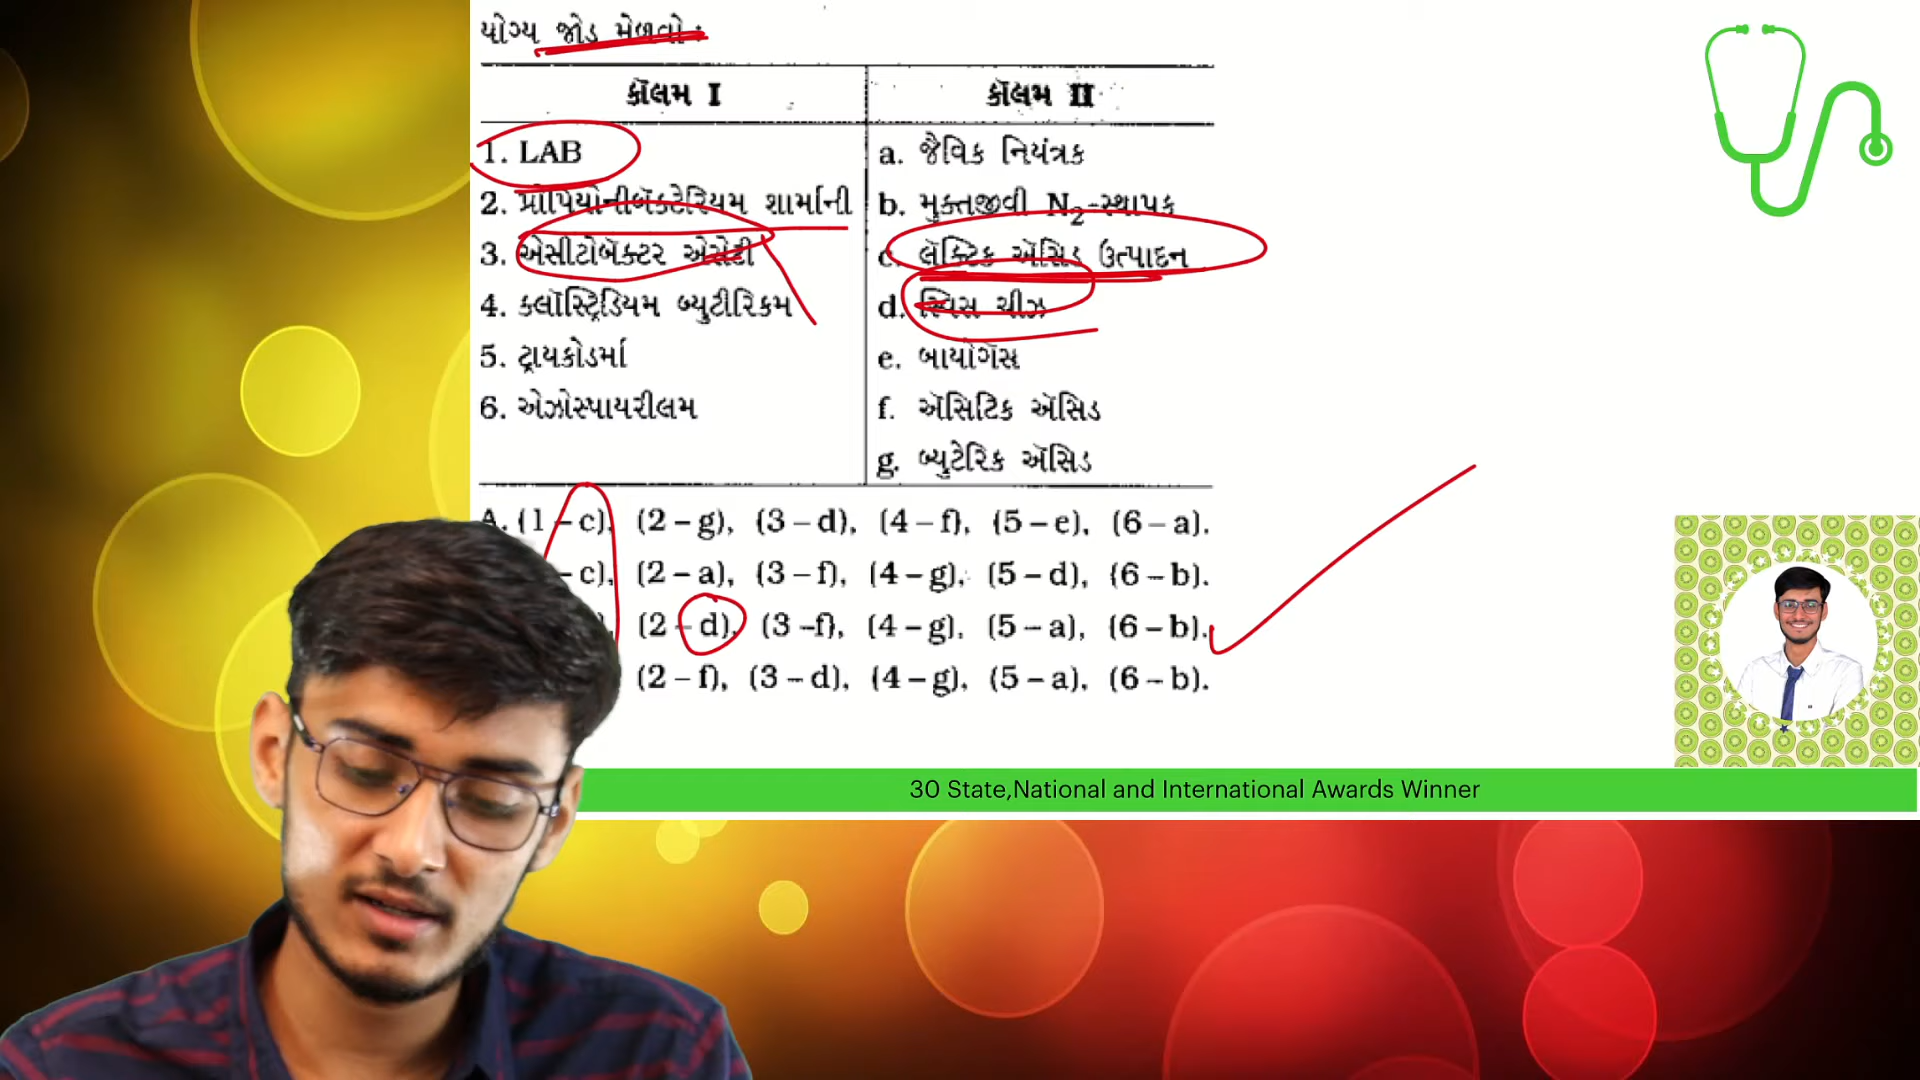 યોગ્ય જોડ મેળવો :
કૉલમ I કૉલમ II
1. LAB a. જૈવિક નિયંત્રક
2. પ્રોપિયોનીબૅક્ટેરિયમ શાર્માની b. મુક્તજીવી N₂-સ્થાપક
3. એસીટોબૅક્ટર એસેટી c. લૅક્ટિક ઍસિડ ઉત્પાદન
4. ક્લૉસ્ટ્રિડિયમ બ્યુટીરિકમ d. સ્વિસ ચીઝ
5. ટ્રાયકોડર્મા e. બાયોગૅસ
6. એઝોસ્પાયરીલમ f. ઍસિટિક ઍસિડ
g. બ્યુટેરિક ઍસિડ
A. (1 – c), (2 – g), (3 – d), (4 – f), (5 – e), (6 – a).
– c), (2 – a), (3 – f), (4 – g), (5 – d), (6 – b).
(2 – d), (3 –f), (4 – g), (5 – a), (6 – b).
(2 – f), (3 – d), (4 – g), (5 – a), (6 – b).
30 State,National and International Awards Winner